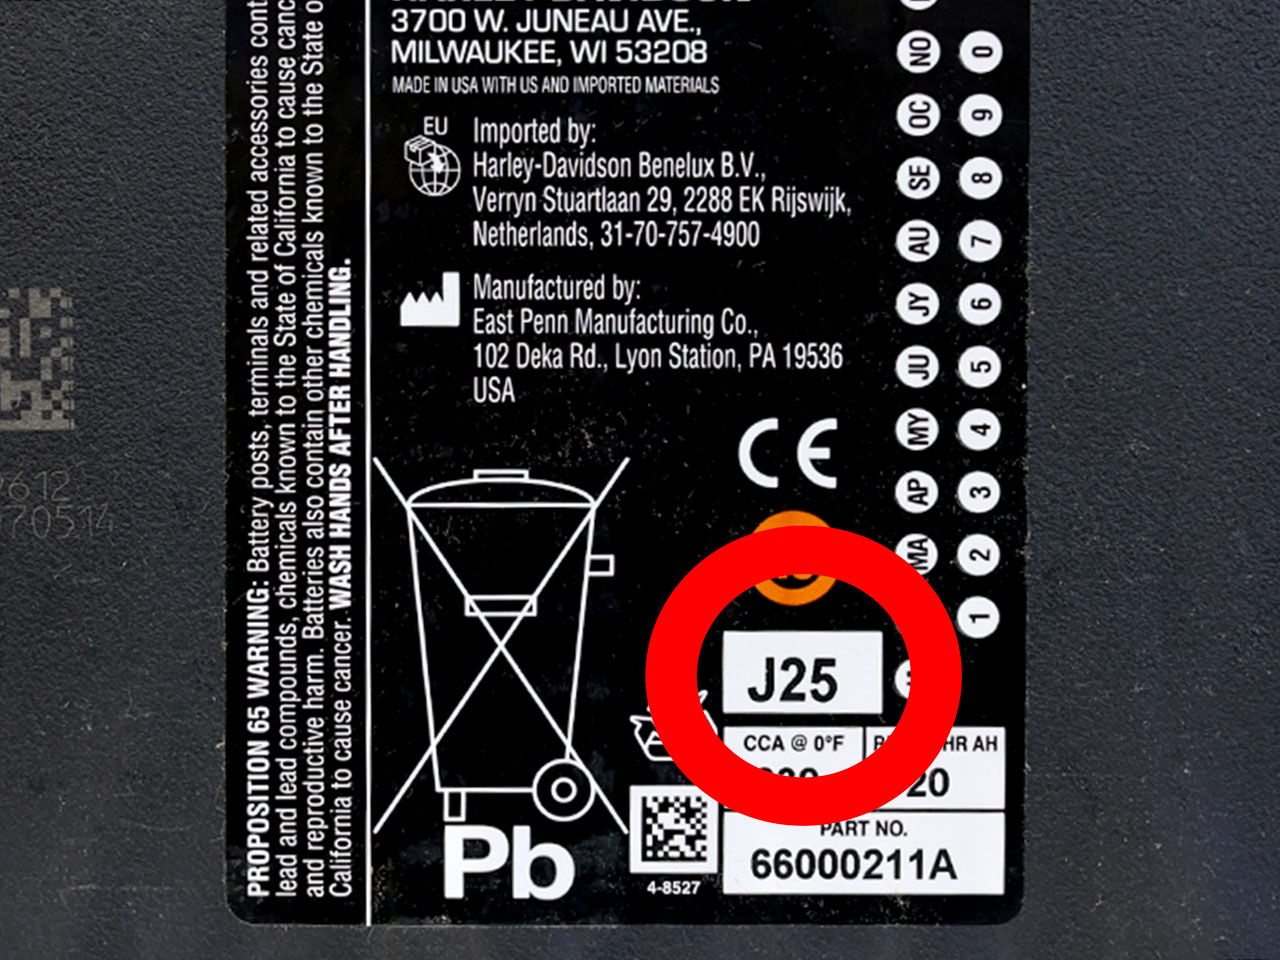 3700 W. JUNEAU AVE.,
MILWAUKEE, WI 53208
MADE IN USA WITH US AND IMPORTED MATERIALS
EU
Imported by:
Harley-Davidson Benelux B.V.,
Verryn Stuartlaan 29, 2288 EK Rijswijk,
Netherlands, 31-70-757-4900
Manufactured by:
East Penn Manufacturing Co.,
102 Deka Rd., Lyon Station, PA 19536
USA
CE
J25
CCA @ 0°F
HR AH
20
PART NO.
66000211A
4-8527
Pb
PROPOSITION 65 WARNING: Battery posts, terminals and related accessories
lead and lead compounds, chemicals known to the State of California to cause
and reproductive harm. Batteries also contain other chemicals known to the State
California to cause cancer. WASH HANDS AFTER HANDLING.
NO 0
OC 9
SE 8
AU 7
JY 6
JU 5
MY 4
AP 3
MA 2
1
9612
170514